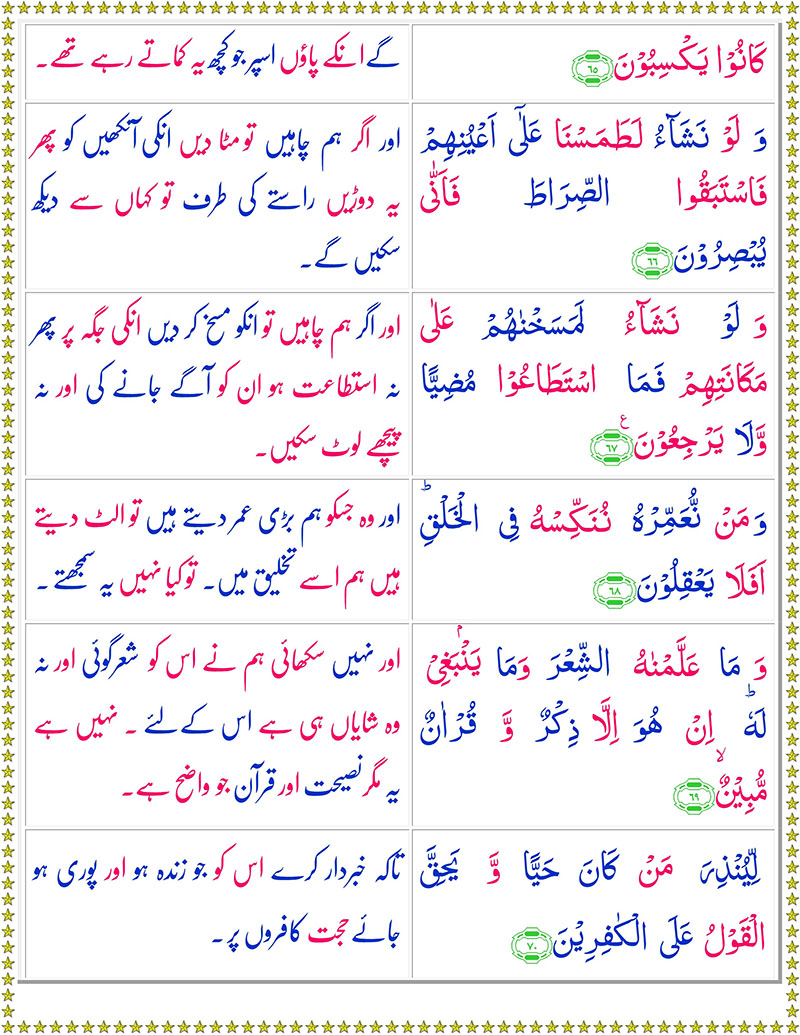 كَانُوْا يَكْسِبُوْنَ ﴿٦٥﴾
گے انکے پاؤں اسپر جو کچھ یہ کماتے رہے تھے۔
وَ لَوْ نَشَآءُ لَطَمَسْنَا عَلٰٓى اَعْيُنِهِمْ
فَاسْتَبَقُوا الصِّرَاطَ فَاَنّٰى
يُبْصِرُوْنَ ﴿٦٦﴾
اور اگر ہم چاہیں تو مٹا دیں انکی آنکھیں کو پھر
یہ دوڑیں راستے کی طرف تو کہاں سے دیکھ
سکیں گے۔
وَ لَوْ نَشَآءُ لَمَسَخْنٰهُمْ عَلٰى
مَكَانَتِهِمْ فَمَا اسْتَطَاعُوْا مُضِيًّا
وَّلَا يَرْجِعُوْنَ ﴿٦٧﴾ ع
اور اگر ہم چاہیں تو انکو مسخ کر دیں انکی جگہ پر پھر
نہ استطاعت ہو ان کو آگے جانے کی اور نہ
پیچھے لوٹ سکیں۔
وَمَنْ نُّعَمِّرْهُ نُنَكِّسْهُ فِى الْخَلْقِ ؕ
اَفَلَا يَعْقِلُوْنَ ﴿٦٨﴾
اور وہ جسکو ہم بڑی عمر دیتے ہیں تو الٹ دیتے
ہیں ہم اسے تخلیق میں۔ تو کیا نہیں یہ سمجھتے۔
وَ مَا عَلَّمْنٰهُ الشِّعْرَ وَمَا يَنْۢبَغِىْ
لَهٗ ؕ اِنْ هُوَ اِلَّا ذِكْرٌ وَّ قُرْاٰنٌ
مُّبِيْنٌ ۙ ﴿٦٩﴾
اور نہیں سکھائی ہم نے اس کو شعر گوئی اور نہ
وہ شایاں ہی ہے اس کے لئے ۔ نہیں ہے
یہ مگر نصیحت اور قرآن جو واضح ہے۔
لِّيُنْذِرَ مَنْ كَانَ حَيًّا وَّ يَحِقَّ
الْقَوْلُ عَلَى الْكٰفِرِيْنَ ﴿٧٠﴾
تاکہ خبردار کرے اس کو جو زندہ ہو اور پوری ہو
جائے حجت کافروں پر۔